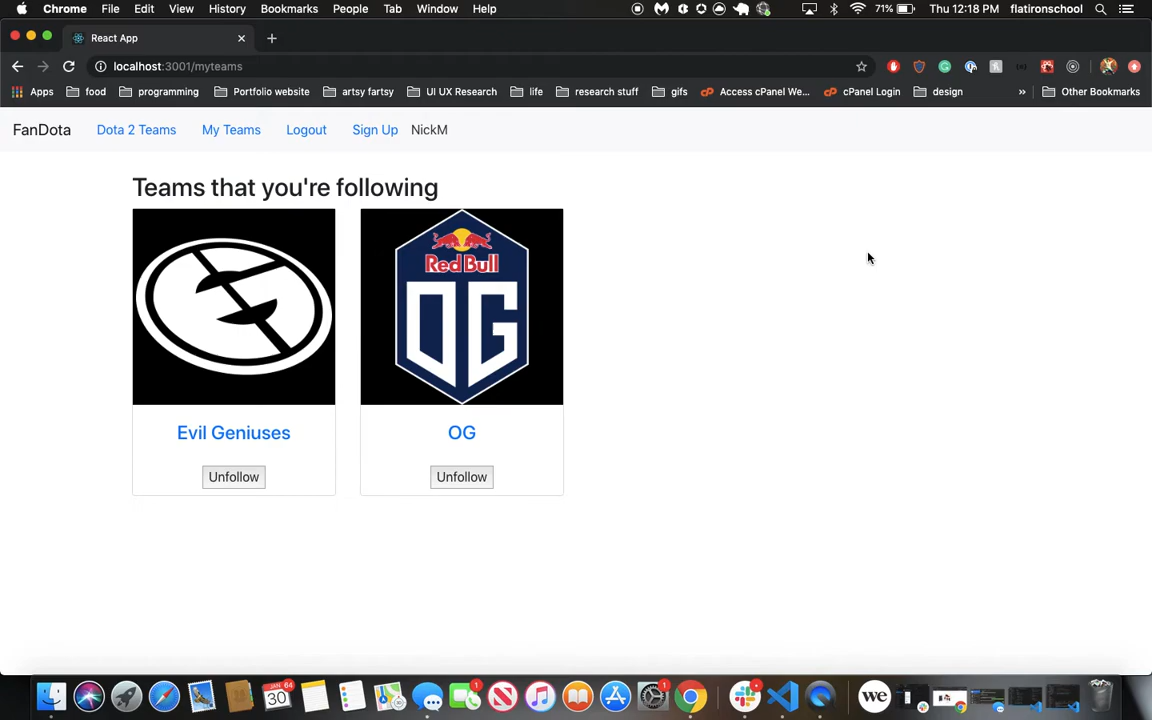 Chrome File Edit View History Bookmarks People Tab Window Help 71% Thu 12:18 PM flatironschool
React App
localhost:3001/myteams
Apps food programming Portfolio website artsy fartsy UI UX Research life research stuff gifs Access cPanel We... cPanel Login design » Other Bookmarks
FanDota Dota 2 Teams My Teams Logout Sign Up NickM
Teams that you're following
Red Bull
OG
Evil Geniuses OG
Unfollow Unfollow
30
we